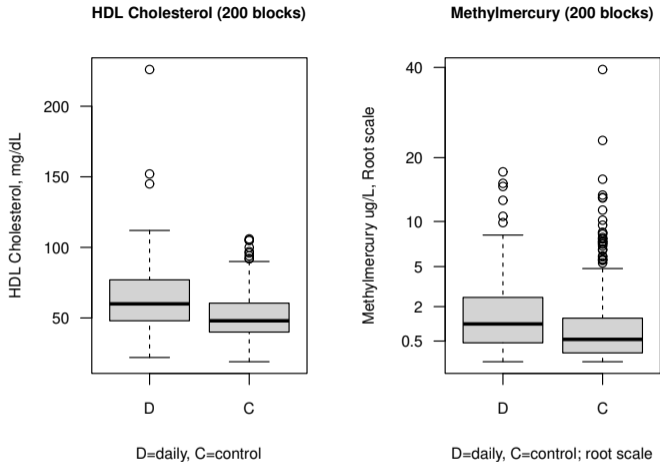 HDL Cholesterol (200 blocks)
HDL Cholesterol, mg/dL
200
150
100
50
D
C
D=daily, C=control
Methylmercury (200 blocks)
Methylmercury ug/L, Root scale
40
20
10
5
2
0.5
D
C
D=daily, C=control; root scale